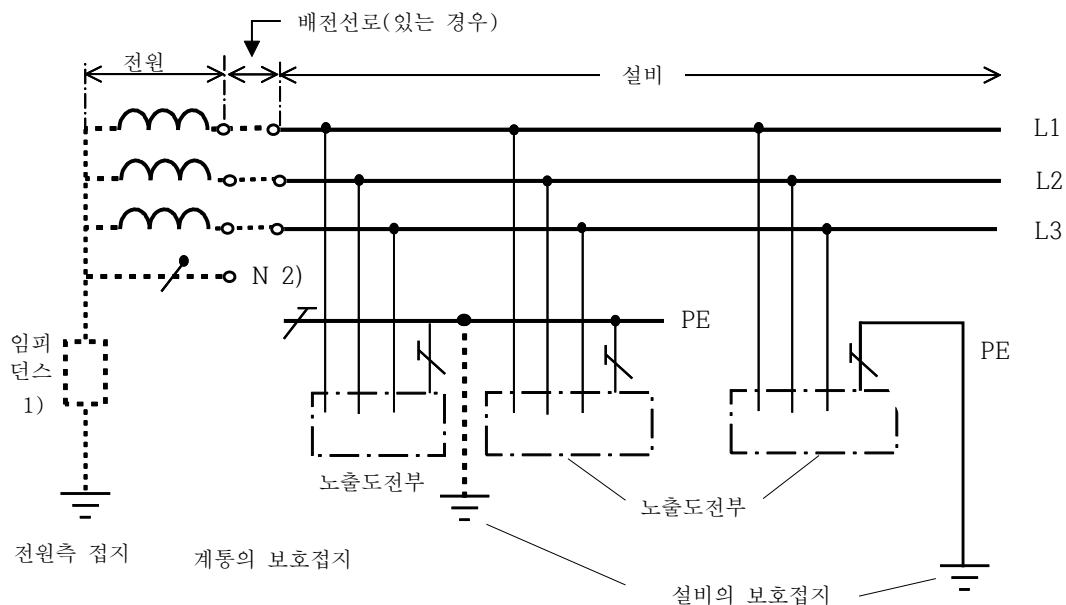 배전선로(있는 경우)
전원
설비
L1
L2
L3
N 2)
PE
임피
던스
1)
PE
노출도전부
노출도전부
전원측 접지
계통의 보호접지
설비의 보호접지